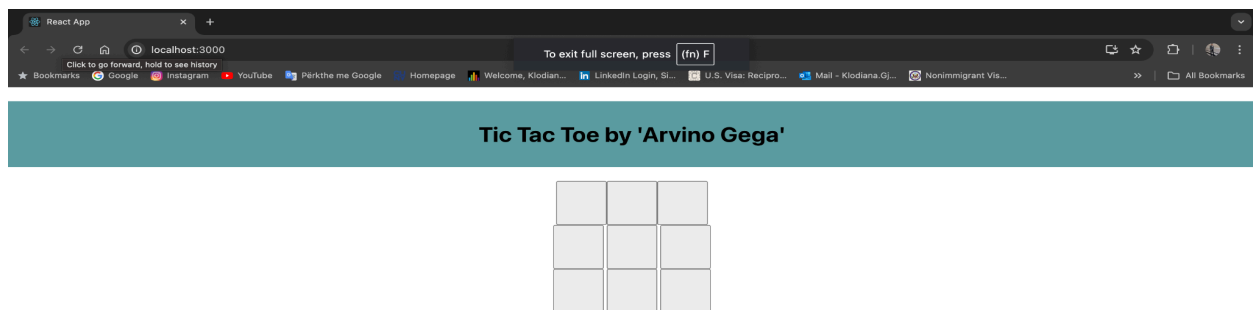 React App
localhost:3000
To exit full screen, press (fn) F
Click to go forward, hold to see history
Bookmarks Google Instagram YouTube Përkthe me Google Homepage Welcome, Klodian... LinkedIn Login, Si... U.S. Visa: Recipro... Mail - Klodiana.Gj... Nonimmigrant Vis... All Bookmarks
Tic Tac Toe by 'Arvino Gega'